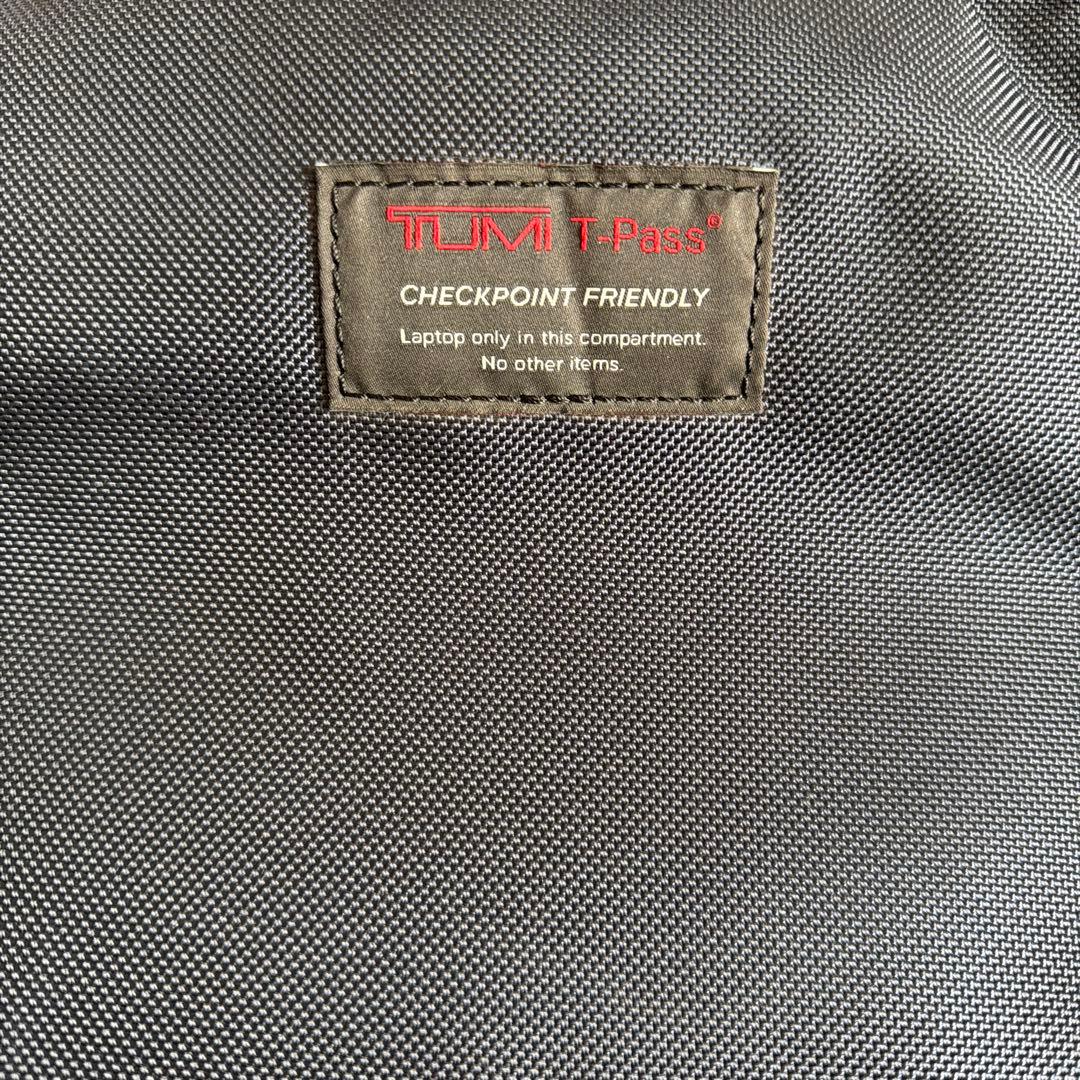 TUMI T-Pass®
CHECKPOINT FRIENDLY
Laptop only in this compartment.
No other items.